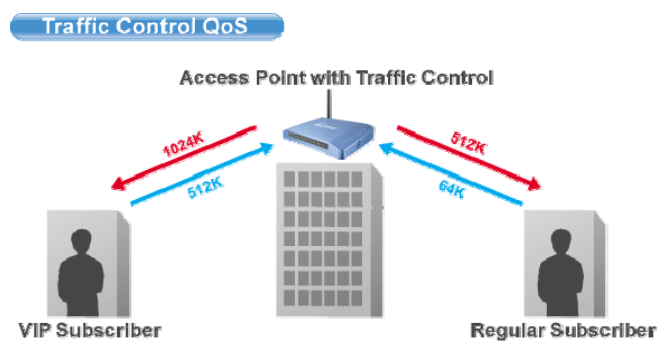 Traffic Control QoS
Access Point with Traffic Control
1024K
512K
512K
64K
VIP Subscriber
Regular Subscriber